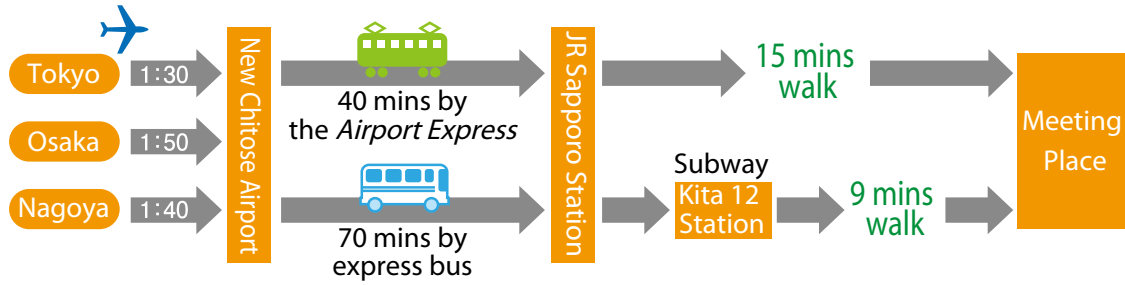 Tokyo
1:30
Osaka
1:50
Nagoya
1:40
New Chitose Airport
40 mins by
the Airport Express
70 mins by
express bus
JR Sapporo Station
15 mins
walk
Subway
Kita 12
Station
9 mins
walk
Meeting
Place